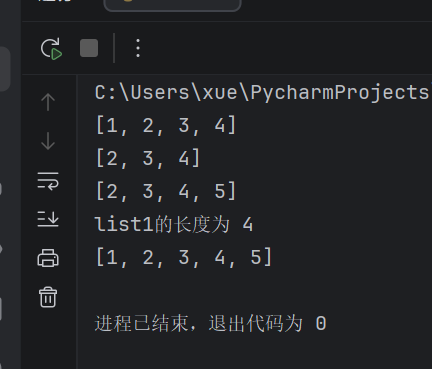 C:\Users\xue\PycharmProjects
[1, 2, 3, 4]
[2, 3, 4]
[2, 3, 4, 5]
list1的长度为 4
[1, 2, 3, 4, 5]
进程已结束，退出代码为 0